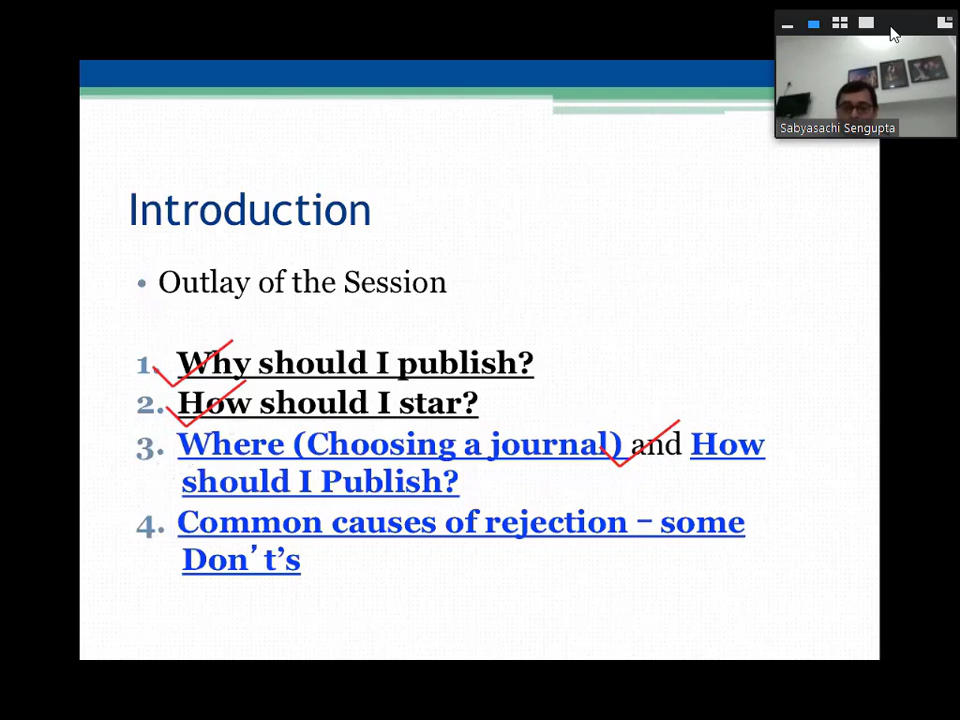 Sabyasachi Sengupta
Introduction
• Outlay of the Session
1. Why should I publish?
2. How should I star?
3. Where (Choosing a journal) and How
should I Publish?
4. Common causes of rejection – some
Don’t’s